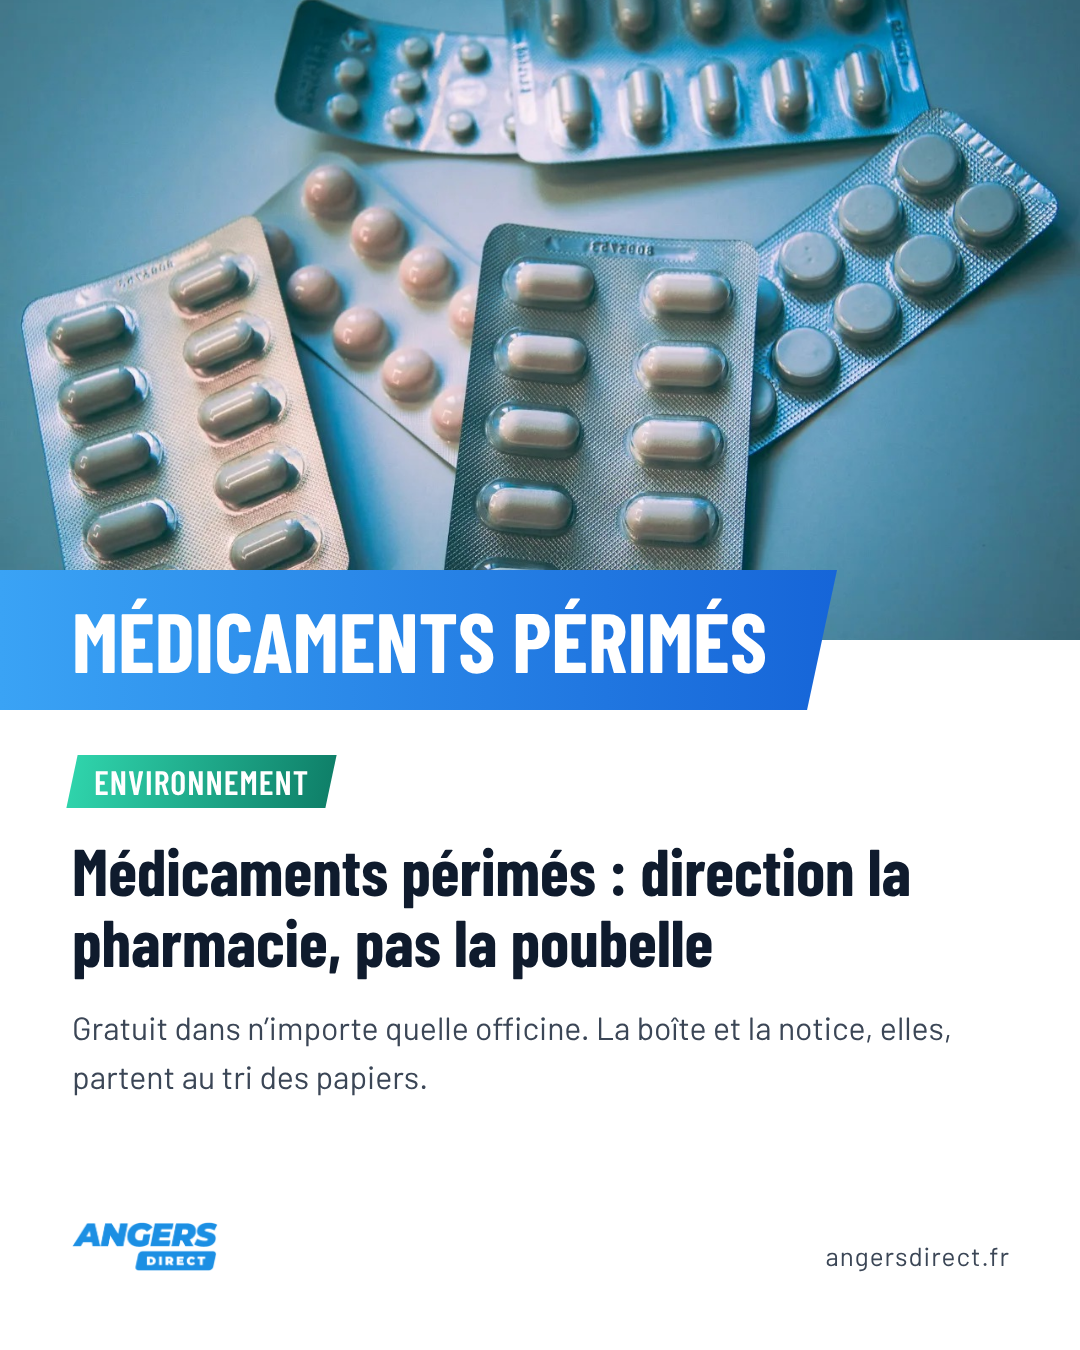 MÉDICAMENTS PÉRIMÉS
ENVIRONNEMENT
Médicaments périmés : direction la
pharmacie, pas la poubelle
Gratuit dans n’importe quelle officine. La boîte et la notice, elles,
partent au tri des papiers.
ANGERS
DIRECT
angersdirect.fr